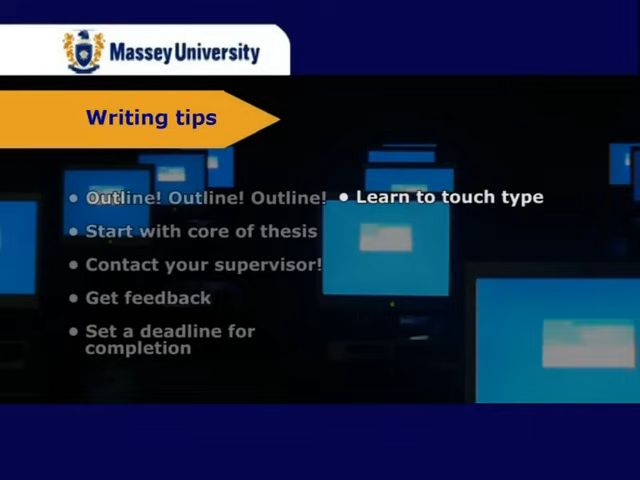 Massey University
Writing tips
• Outline! Outline! Outline!
• Start with core of thesis
• Contact your supervisor!
• Get feedback
• Set a deadline for
completion
• Learn to touch type